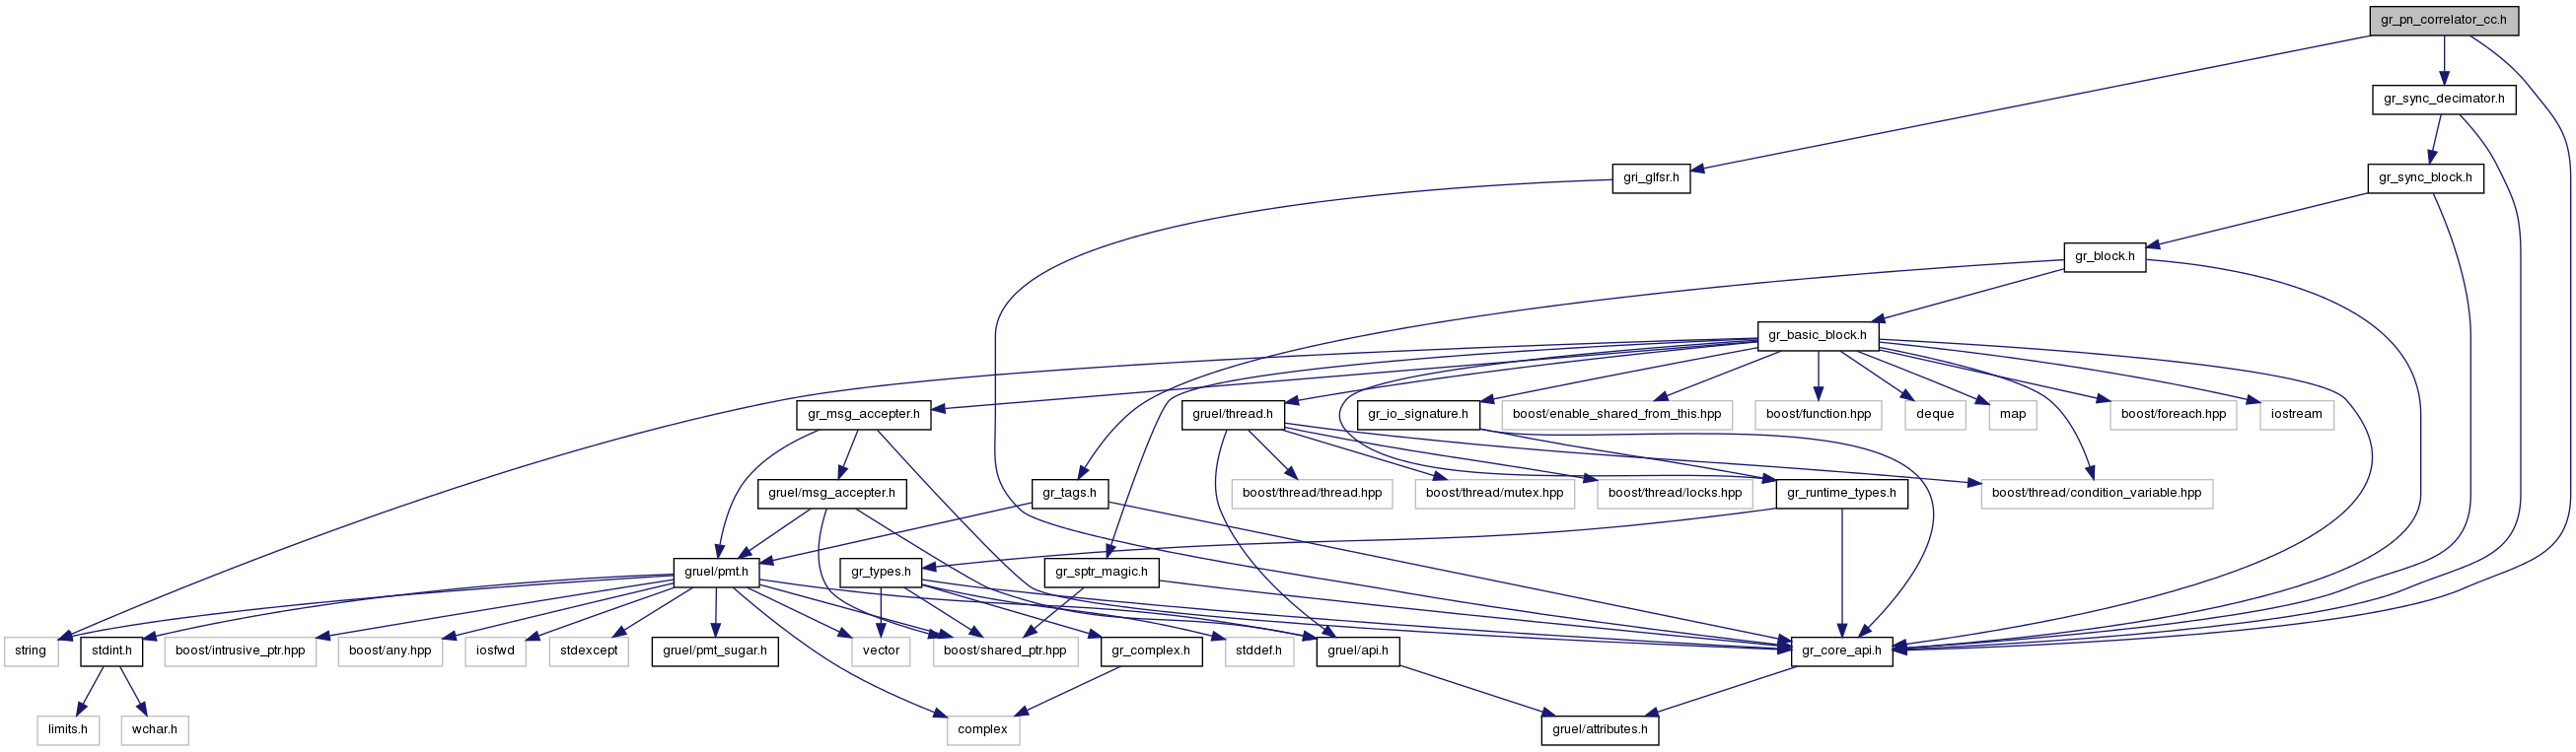 gr_pn_correlator_cc.h
gr_sync_decimator.h
gri_glfsr.h
gr_sync_block.h
gr_block.h
gr_basic_block.h
gr_msg_accepter.h
gruel/thread.h
gr_io_signature.h
boost/enable_shared_from_this.hpp
boost/function.hpp
deque
map
boost/foreach.hpp
iostream
gruel/msg_accepter.h
gr_tags.h
boost/thread/thread.hpp
boost/thread/mutex.hpp
boost/thread/locks.hpp
gr_runtime_types.h
boost/thread/condition_variable.hpp
gruel/pmt.h
gr_types.h
gr_sptr_magic.h
string
stdint.h
boost/intrusive_ptr.hpp
boost/any.hpp
iosfwd
stdexcept
gruel/pmt_sugar.h
vector
boost/shared_ptr.hpp
gr_complex.h
stddef.h
gruel/api.h
gr_core_api.h
limits.h
wchar.h
complex
gruel/attributes.h